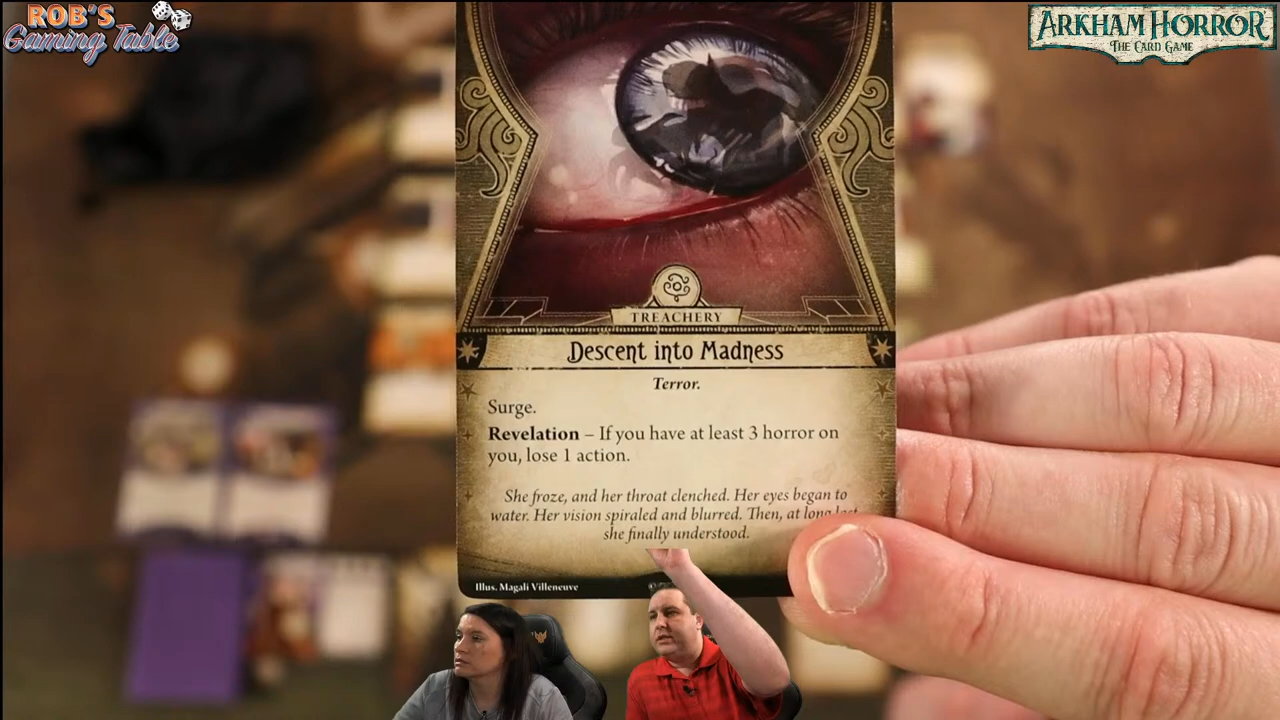 ROB'S
Gaming Table
ARKHAM HORROR
THE CARD GAME
TREACHERY
Descent into Madness
Terror.
Surge.
Revelation – If you have at least 3 horror on
you, lose 1 action.
She froze, and her throat clenched. Her eyes began to
water. Her vision spiraled and blurred. Then, at long last
she finally understood.
Illus. Magali Villeneuve